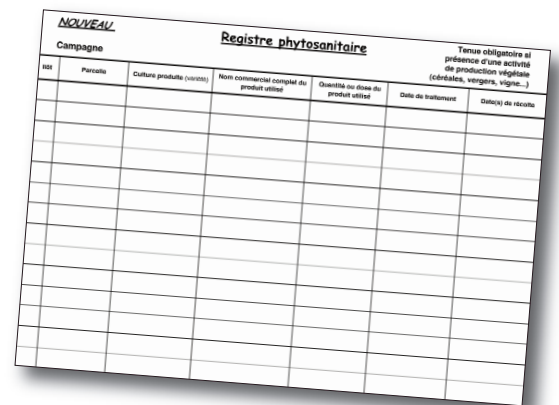 NOUVEAU
Registre phytosanitaire
Tenue obligatoire si
présence d'une activité
de production végétale
(céréales, vergers, vigne...)
Campagne
Ilôt
Parcelle
Culture produite (variété)
Nom commercial complet du
produit utilisé
Quantité ou dose du
produit utilisé
Date de traitement
Date(s) de récolte